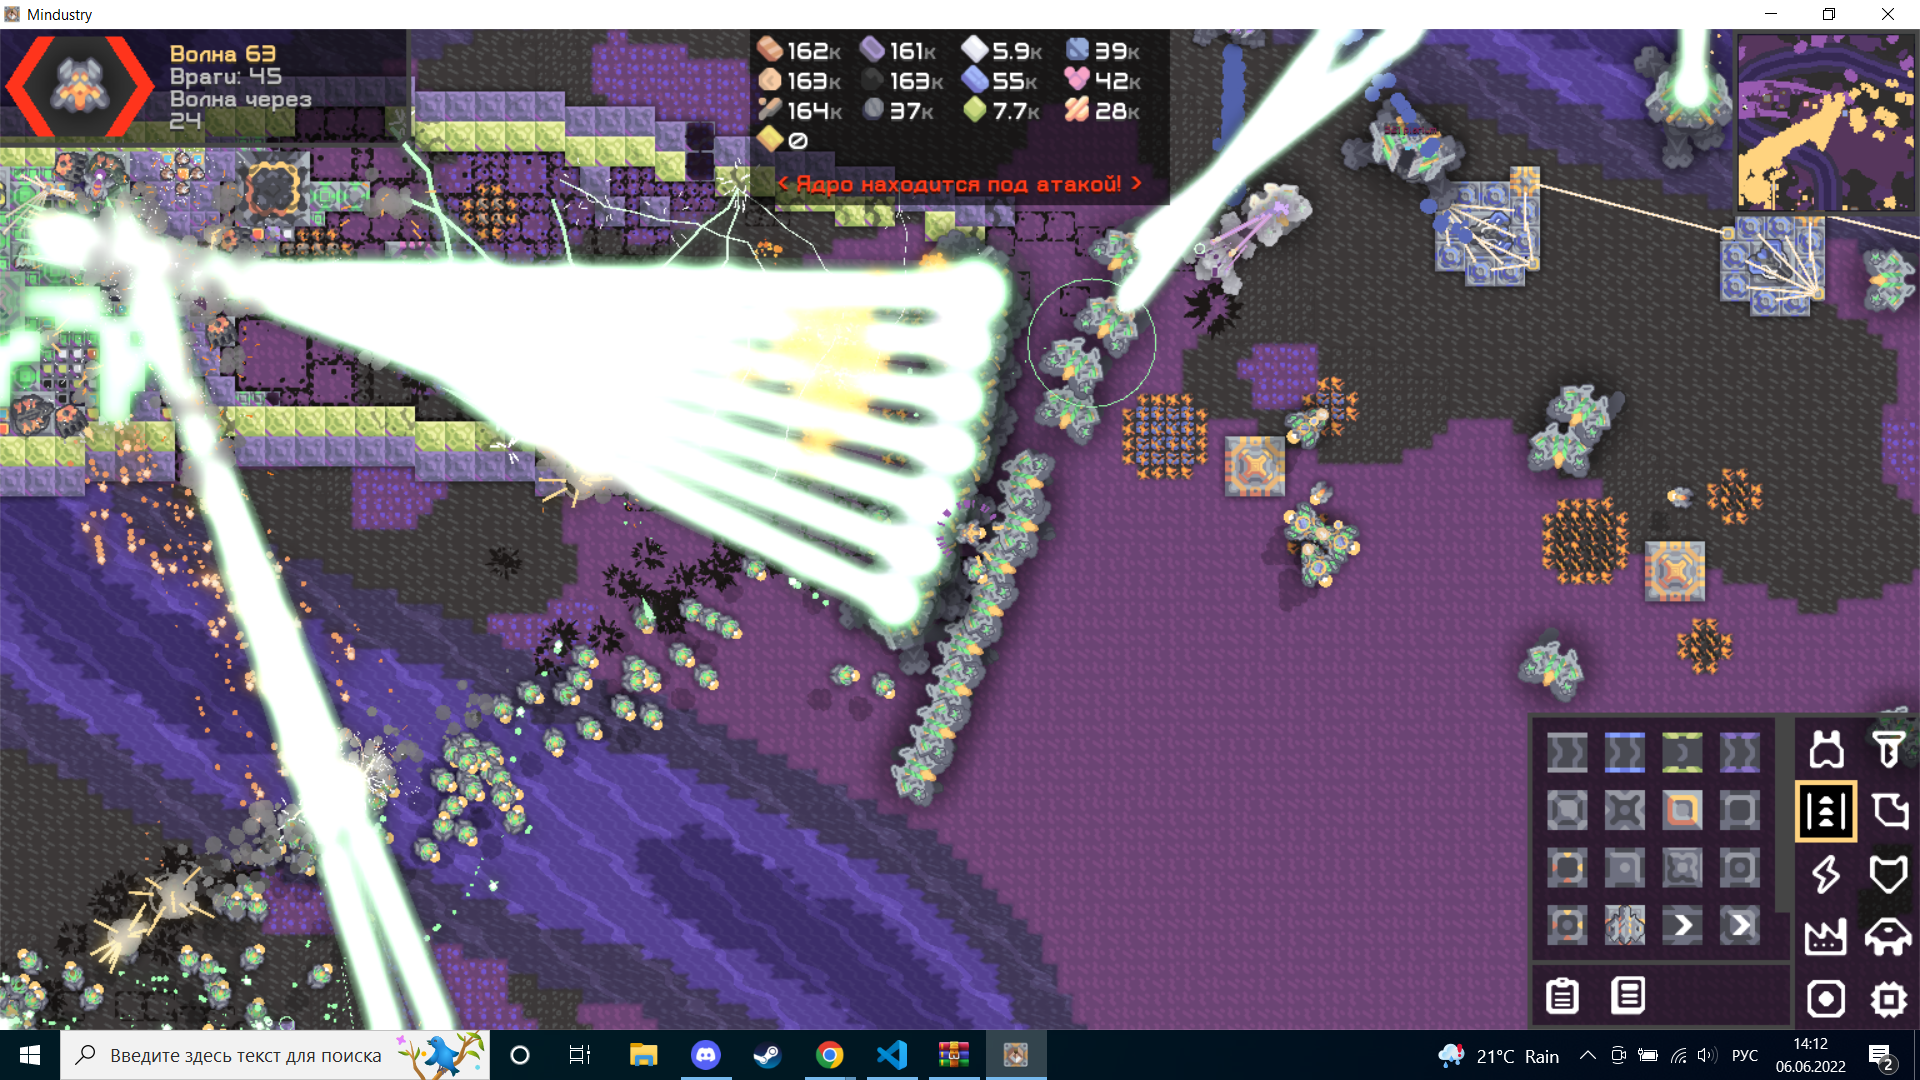 Mindustry
Волна 63
Враги: 45
Волна через
24
162к 161к 5.9к 39к
163к 163к 55к 42к
164к 37к 7.7к 28к
0
< Ядро находится под атакой! >
Введите здесь текст для поиска
21°C Rain
РУС
14:12
06.06.2022
2